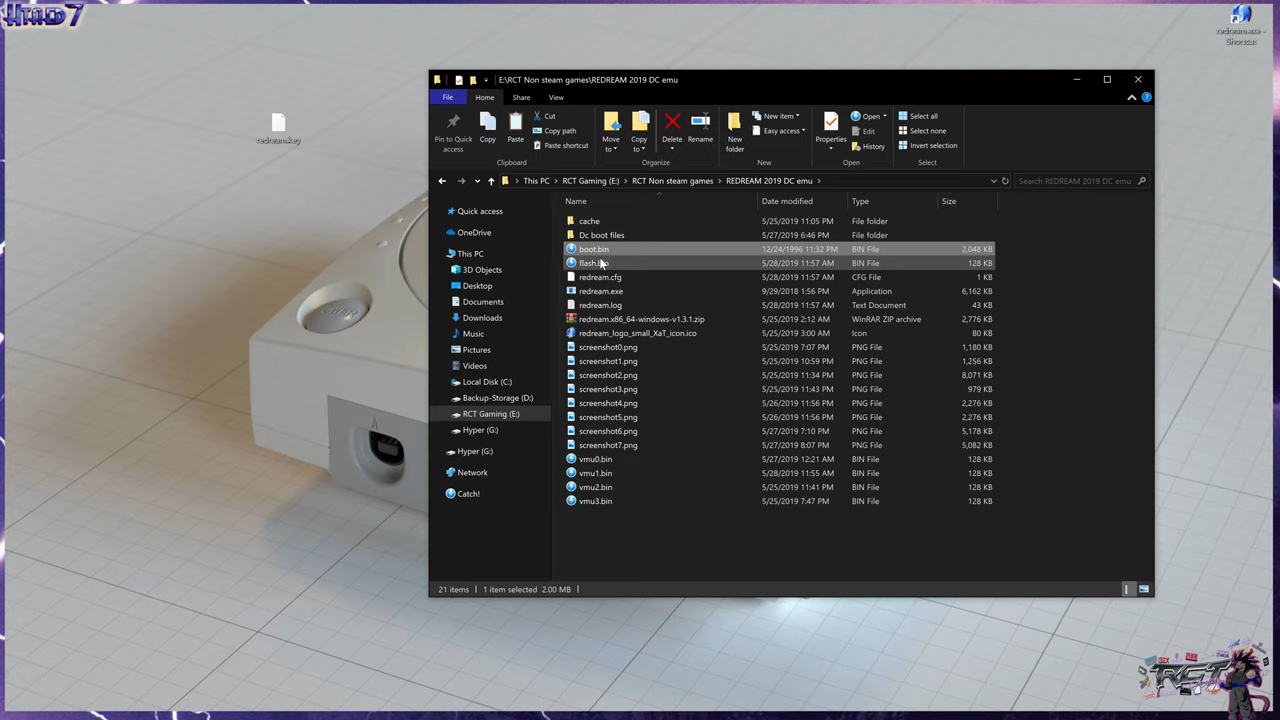 Htaed 7
redream.exe -
Shortcut
redream.key
E:\RCT Non steam games\REDREAM 2019 DC emu
File
Home
Share
View
Pin to Quick
access
Copy
Paste
Cut
Copy path
Paste shortcut
Clipboard
Move
to
Copy
to
Delete
Rename
Organize
New
folder
New item
Easy access
New
Properties
Open
Edit
History
Open
Select all
Select none
Invert selection
Select
This PC
RCT Gaming (E:)
RCT Non steam games
REDREAM 2019 DC emu
Search REDREAM 2019 DC emu
Quick access
OneDrive
This PC
3D Objects
Desktop
Documents
Downloads
Music
Pictures
Videos
Local Disk (C:)
Backup-Storage (D:)
RCT Gaming (E:)
Hyper (G:)
Hyper (G:)
Network
Catch!
Name Date modified Type Size
cache 5/25/2019 11:05 PM File folder
Dc boot files 5/27/2019 6:46 PM File folder
boot.bin 12/24/1996 11:32 PM BIN File 2,048 KB
flash.bin 5/28/2019 11:57 AM BIN File 128 KB
redream.cfg 5/28/2019 11:57 AM CFG File 1 KB
redream.exe 9/29/2018 1:56 PM Application 6,162 KB
redream.log 5/28/2019 11:57 AM Text Document 43 KB
redream.x86_64-windows-v1.3.1.zip 5/25/2019 2:12 AM WinRAR ZIP archive 2,776 KB
redream_logo_small_XaT_icon.ico 5/25/2019 3:00 AM Icon 80 KB
screenshot0.png 5/25/2019 7:07 PM PNG File 1,180 KB
screenshot1.png 5/25/2019 10:59 PM PNG File 1,256 KB
screenshot2.png 5/25/2019 11:34 PM PNG File 8,071 KB
screenshot3.png 5/25/2019 11:43 PM PNG File 979 KB
screenshot4.png 5/26/2019 11:56 PM PNG File 2,276 KB
screenshot5.png 5/26/2019 11:56 PM PNG File 2,276 KB
screenshot6.png 5/27/2019 7:10 PM PNG File 5,178 KB
screenshot7.png 5/27/2019 8:07 PM PNG File 5,082 KB
vmu0.bin 5/27/2019 12:21 AM BIN File 128 KB
vmu1.bin 5/28/2019 11:55 AM BIN File 128 KB
vmu2.bin 5/25/2019 11:41 PM BIN File 128 KB
vmu3.bin 5/25/2019 7:47 PM BIN File 128 KB
21 items
1 item selected 2.00 MB
RCT